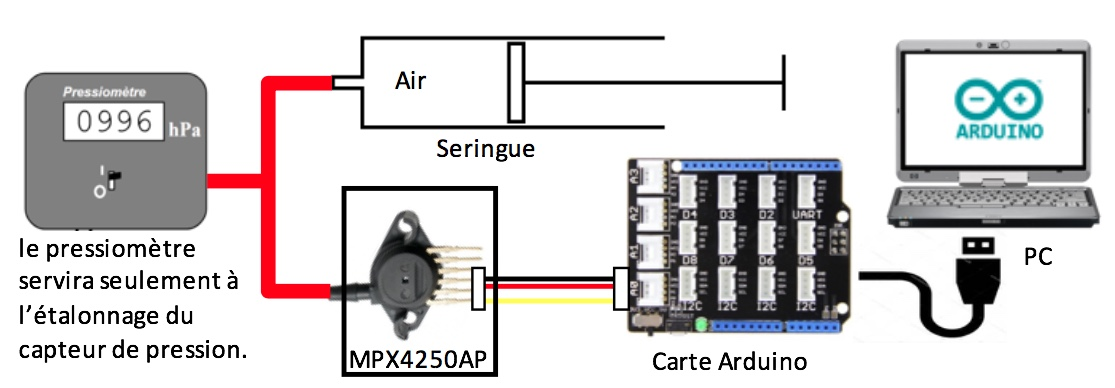 Pressiomètre
0996 hPa
I
O
le pressiomètre
servira seulement à
l'étalonnage du
capteur de pression.
Air
Seringue
MPX4250AP
A3
A2
A1
A0
D4 D3 D2 UART
D8 D7 D6 D5
I2C I2C I2C I2C
Carte Arduino
ARDUINO
PC